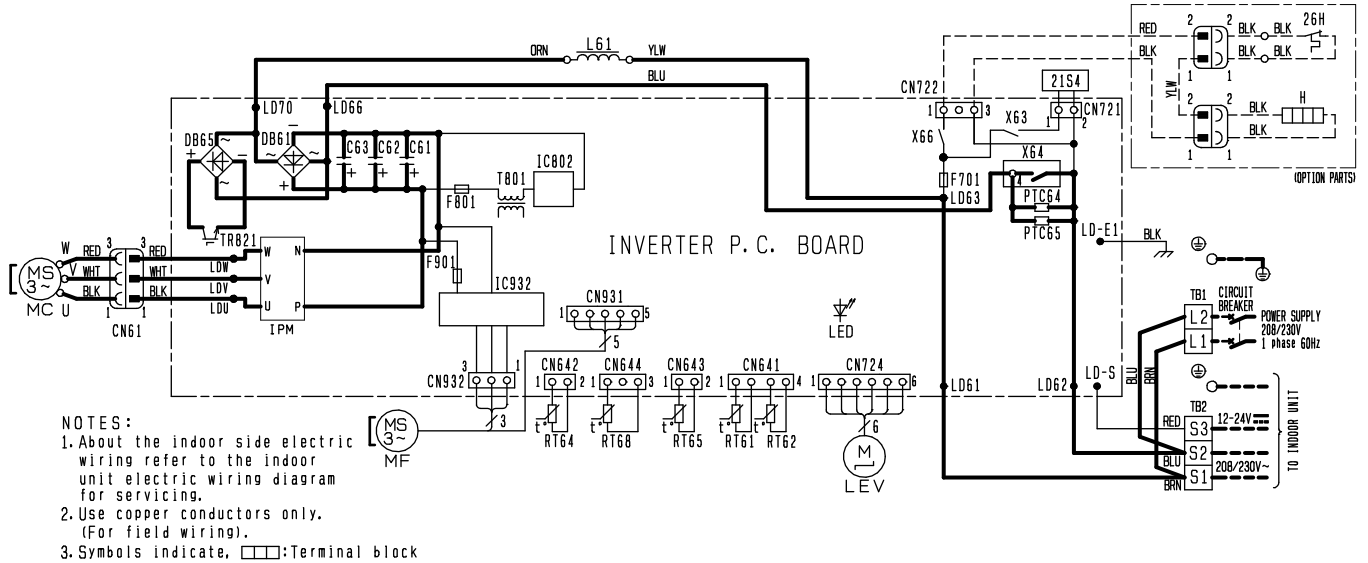 RED
BLK
2
2
BLK
BLK
26H
BLK
BLK
1
1
YLW
2
2
BLK
H
BLK
1
1
(OPTION PARTS)
ORN
L61
YLW
BLU
LD70
LD66
CN722
1
3
21S4
CN721
1
2
X63
X66
X64
4
F701
LD63
PTC64
PTC65
LD-E1
BLK
DB65
+
−
~
~
DB61
−
~
~
+
C63
C62
C61
+
+
+
F801
T801
IC802
TR821
INVERTER P.C. BOARD
W
V
U
MS
3~
MC
RED
WHT
BLK
3
3
1
1
CN61
RED
WHT
BLK
LDW
LDV
LDU
W
N
V
U
P
IPM
F901
IC932
CN931
1
5
5
LED
3
1
CN932
3
MS
3~
MF
CN642
1
2
t°
RT64
CN644
1
3
t°
RT68
CN643
1
2
t°
RT65
CN641
1
4
t°
t°
RT61
RT62
CN724
1
6
6
M
LEV
LD61
LD62
LD-S
TB1
L2
L1
CIRCUIT
BREAKER
POWER SUPPLY
208/230V
1 phase 60Hz
BLU
BRN
TB2
RED
S3
12-24V
BLU
S2
208/230V~
BRN
S1
TO INDOOR UNIT
NOTES:
1. About the indoor side electric
wiring refer to the indoor
unit electric wiring diagram
for servicing.
2. Use copper conductors only.
(For field wiring).
3. Symbols indicate, :Terminal block